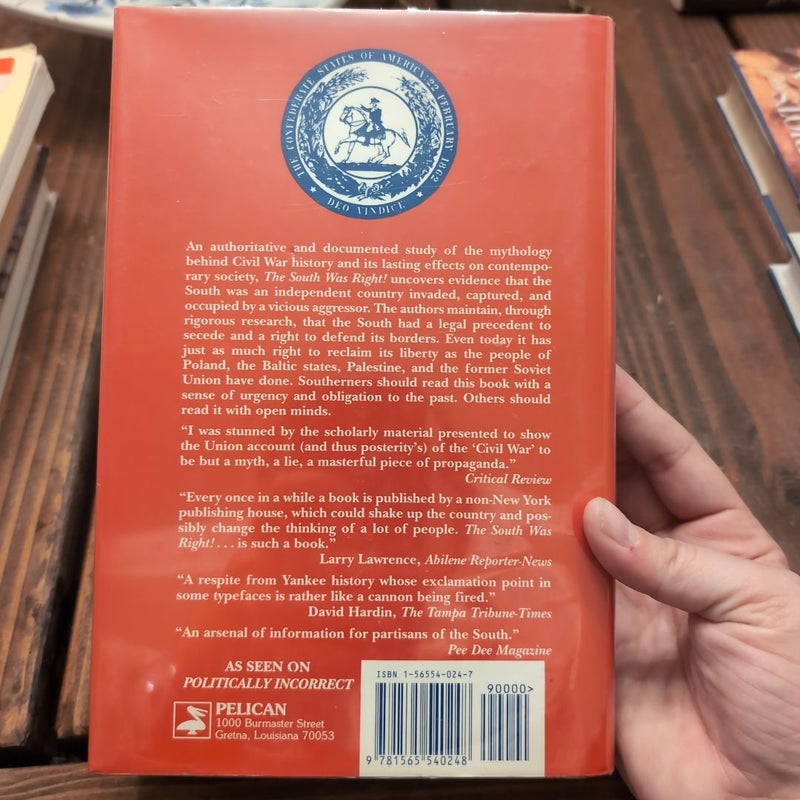 THE CONFEDERATE STATES OF AMERICA: 22 FEBRUARY 1862
DEO VINDICE
An authoritative and documented study of the mythology
behind Civil War history and its lasting effects on contempo-
rary society, The South Was Right! uncovers evidence that the
South was an independent country invaded, captured, and
occupied by a vicious aggressor. The authors maintain, through
rigorous research, that the South had a legal precedent to
secede and a right to defend its borders. Even today it has
just as much right to reclaim its liberty as the people of
Poland, the Baltic states, Palestine, and the former Soviet
Union have done. Southerners should read this book with a
sense of urgency and obligation to the past. Others should
read it with open minds.
“I was stunned by the scholarly material presented to show
the Union account (and thus posterity’s) of the ‘Civil War’ to
be but a myth, a lie, a masterful piece of propaganda.”
Critical Review
“Every once in a while a book is published by a non-New York
publishing house, which could shake up the country and pos-
sibly change the thinking of a lot of people. The South Was
Right! . . . is such a book.”
Larry Lawrence, Abilene Reporter-News
“A respite from Yankee history whose exclamation point in
some typefaces is rather like a cannon being fired.”
David Hardin, The Tampa Tribune-Times
“An arsenal of information for partisans of the South.”
Pee Dee Magazine
AS SEEN ON
POLITICALLY INCORRECT
PELICAN
1000 Burmaster Street
Gretna, Louisiana 70053
ISBN 1-56554-024-7
90000>
9 781565 540248